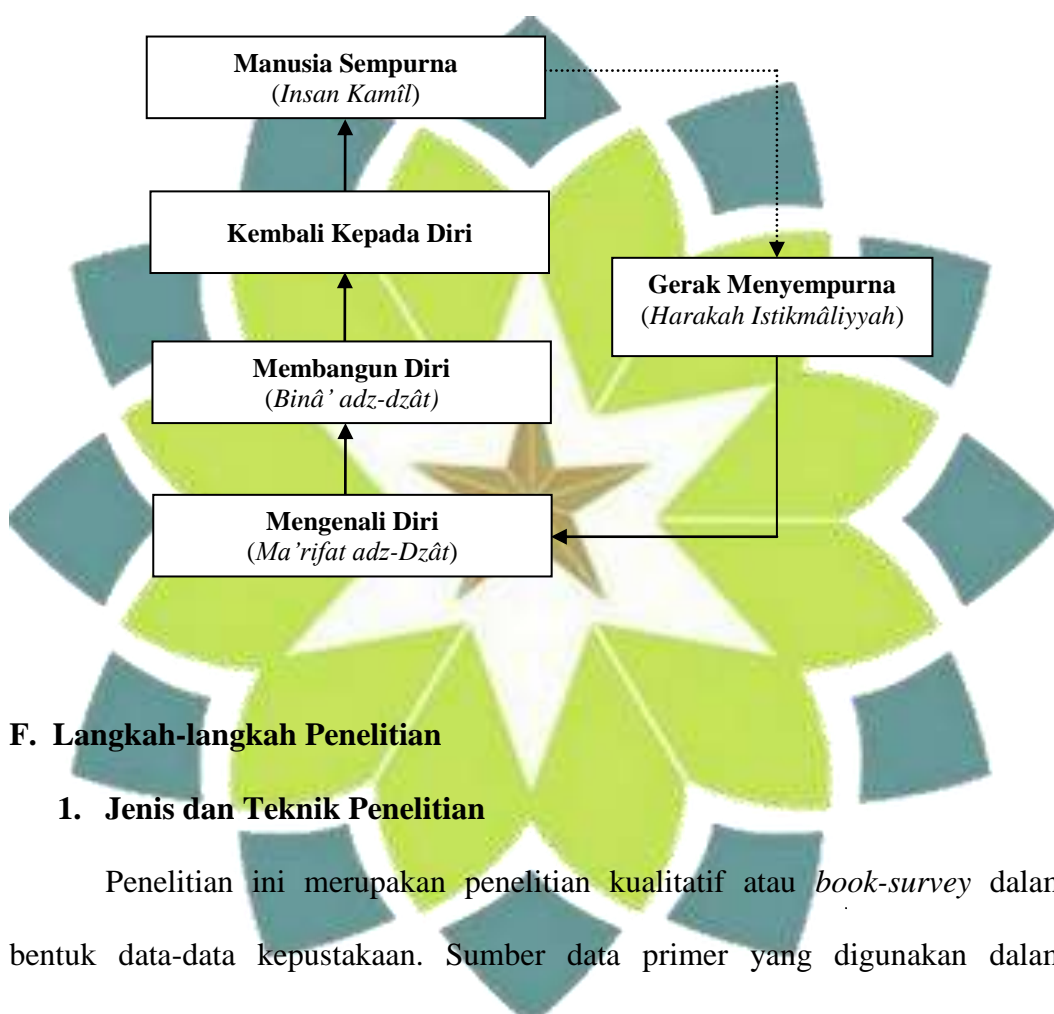 Manusia Sempurna
(Insan Kamîl)
Kembali Kepada Diri
Gerak Menyempurna
(Harakah Istikmâliyyah)
Membangun Diri
(Binâ’ adz-dzât)
Mengenali Diri
(Ma’rifat adz-Dzât)
F. Langkah-langkah Penelitian
1. Jenis dan Teknik Penelitian
Penelitian ini merupakan penelitian kualitatif atau book-survey dalam
bentuk data-data kepustakaan. Sumber data primer yang digunakan dalam